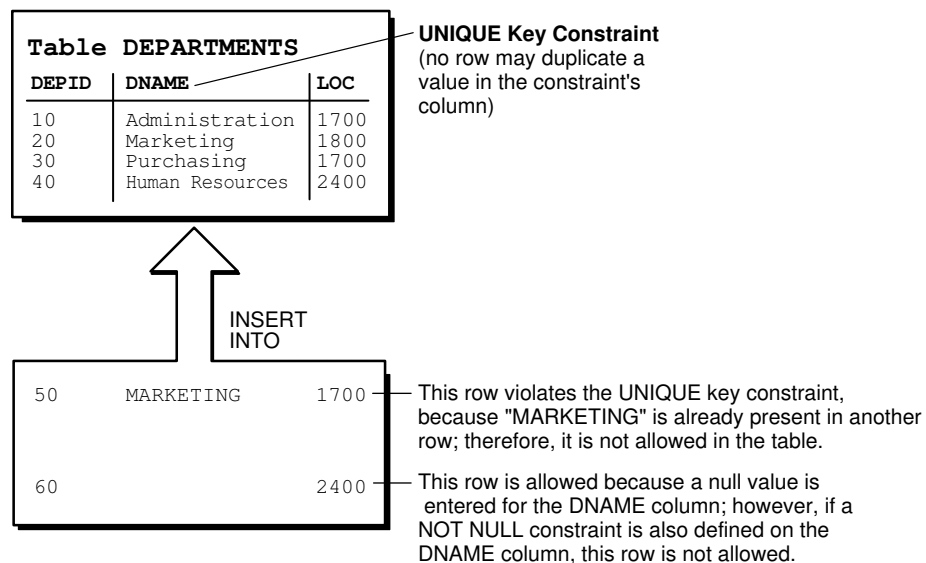 Table DEPARTMENTS
DEPID DNAME LOC
10 Administration 1700
20 Marketing 1800
30 Purchasing 1700
40 Human Resources 2400
UNIQUE Key Constraint
(no row may duplicate a
value in the constraint's
column)
INSERT
INTO
50 MARKETING 1700
This row violates the UNIQUE key constraint,
because "MARKETING" is already present in another
row; therefore, it is not allowed in the table.
60 2400
This row is allowed because a null value is
entered for the DNAME column; however, if a
NOT NULL constraint is also defined on the
DNAME column, this row is not allowed.